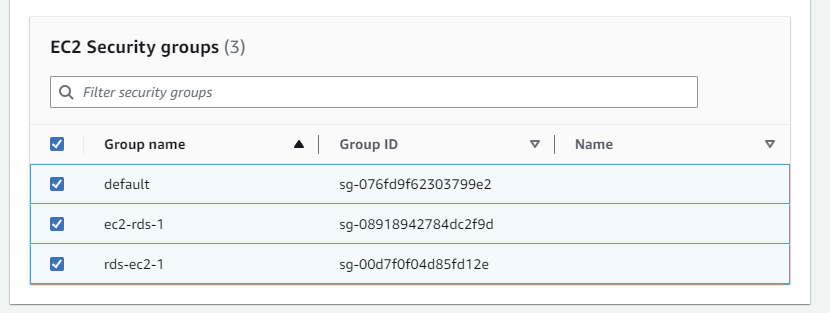 EC2 Security groups (3)
Filter security groups
Group name Group ID Name
default sg-076fd9f62303799e2
ec2-rds-1 sg-08918942784dc2f9d
rds-ec2-1 sg-00d7f0f04d85fd12e